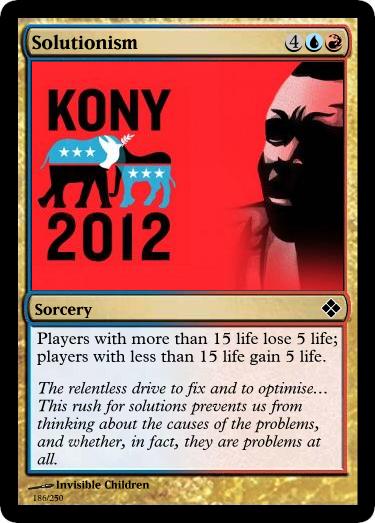 Solutionism 4
KONY
2012
Sorcery
Players with more than 15 life lose 5 life;
players with less than 15 life gain 5 life.
The relentless drive to fix and to optimise…
This rush for solutions prevents us from
thinking about the causes of the problems,
and whether, in fact, they are problems at
all.
Invisible Children
186/250